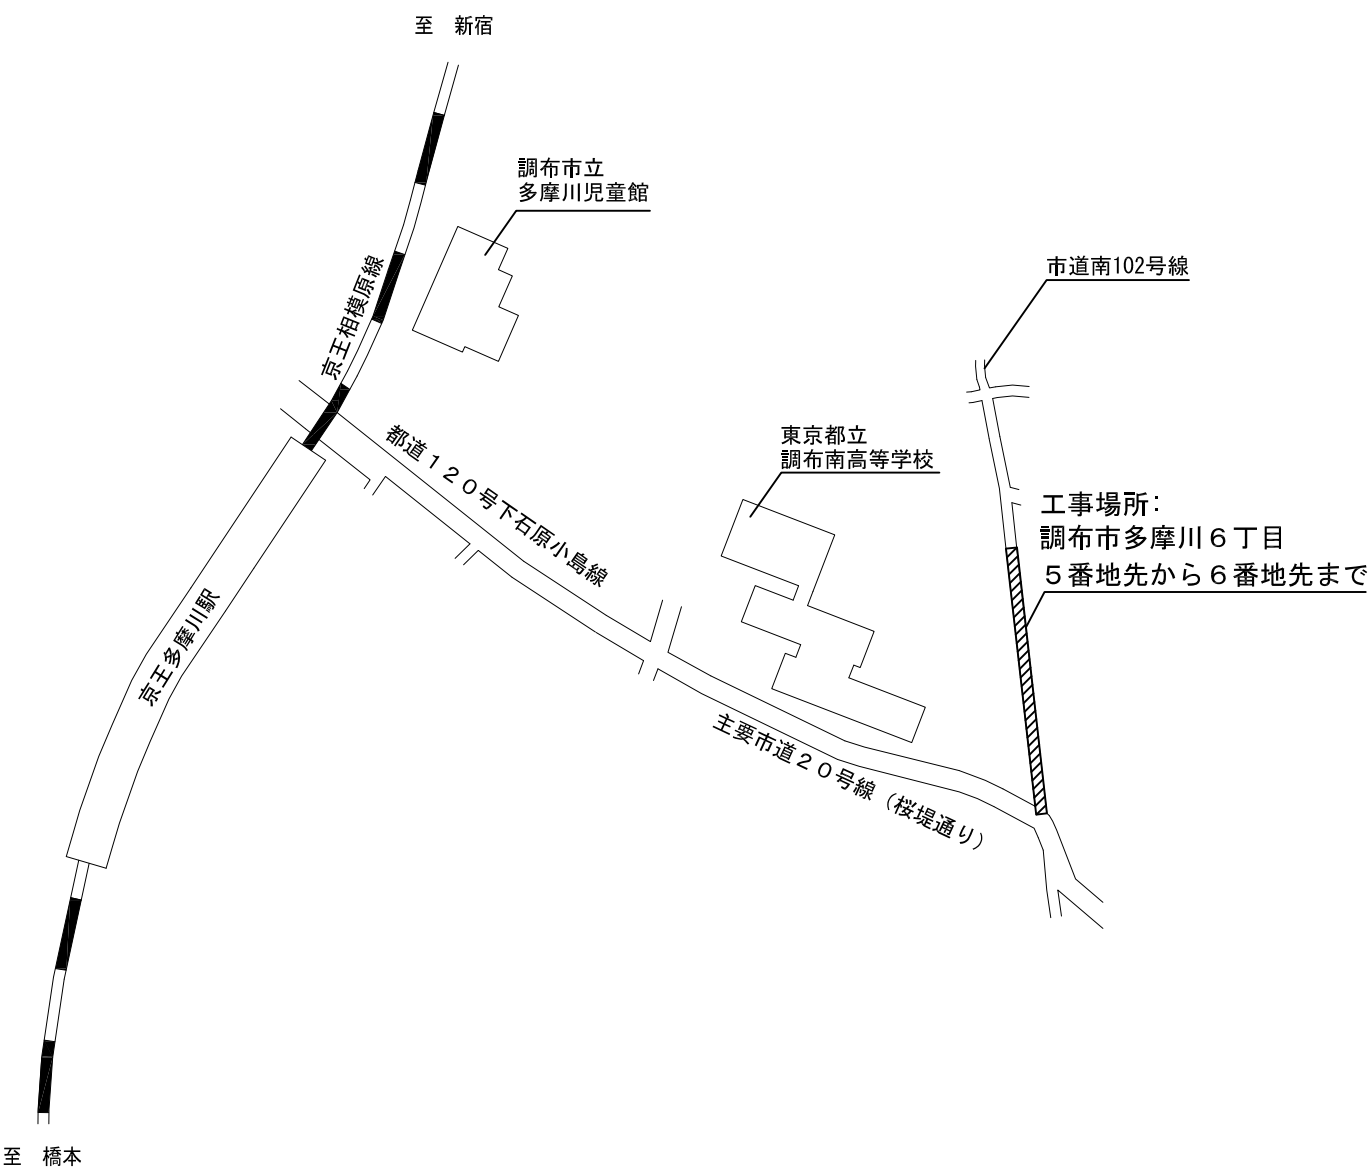 至　新宿
調布市立
多摩川児童館
京王相模原線
市道南102号線
都道１２０号下石原小島線
東京都立
調布南高等学校
工事場所：
調布市多摩川６丁目
５番地先から６番地先まで
京王多摩川駅
主要市道２０号線（桜堤通り）
至　橋本